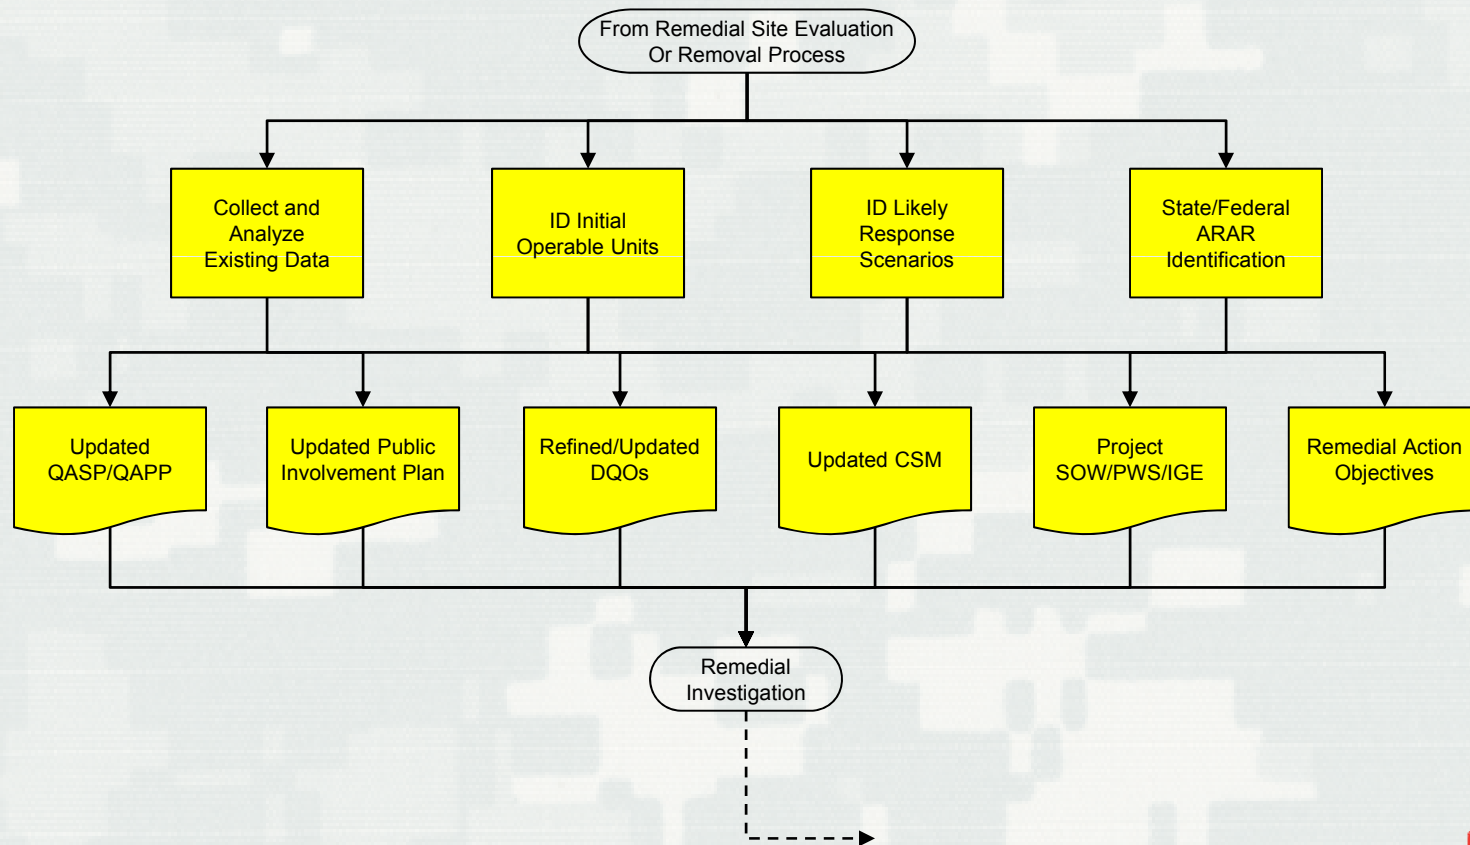 From Remedial Site Evaluation
Or Removal Process
Collect and
Analyze
Existing Data
ID Initial
Operable Units
ID Likely
Response
Scenarios
State/Federal
ARAR
Identification
Updated
QASP/QAPP
Updated Public
Involvement Plan
Refined/Updated
DQOs
Updated CSM
Project
SOW/PWS/IGE
Remedial Action
Objectives
Remedial
Investigation